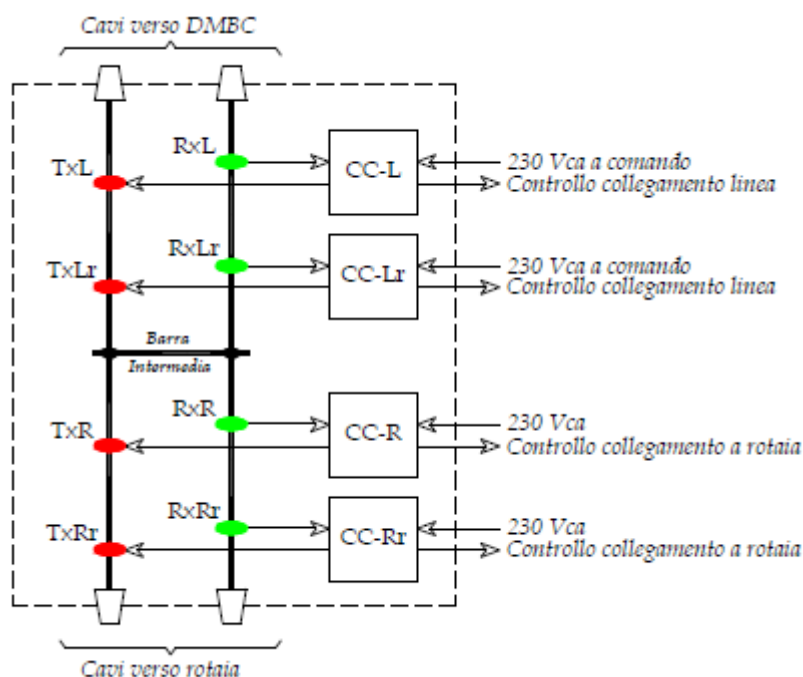 Cavi verso DMBC
RxL
TxL
CC-L
230 Vca a comando
Controllo collegamento linea
RxLr
TxLr
CC-Lr
230 Vca a comando
Controllo collegamento linea
Barra
Intermedia
RxR
TxR
CC-R
230 Vca
Controllo collegamento a rotaia
RxRr
TxRr
CC-Rr
230 Vca
Controllo collegamento a rotaia
Cavi verso rotaia